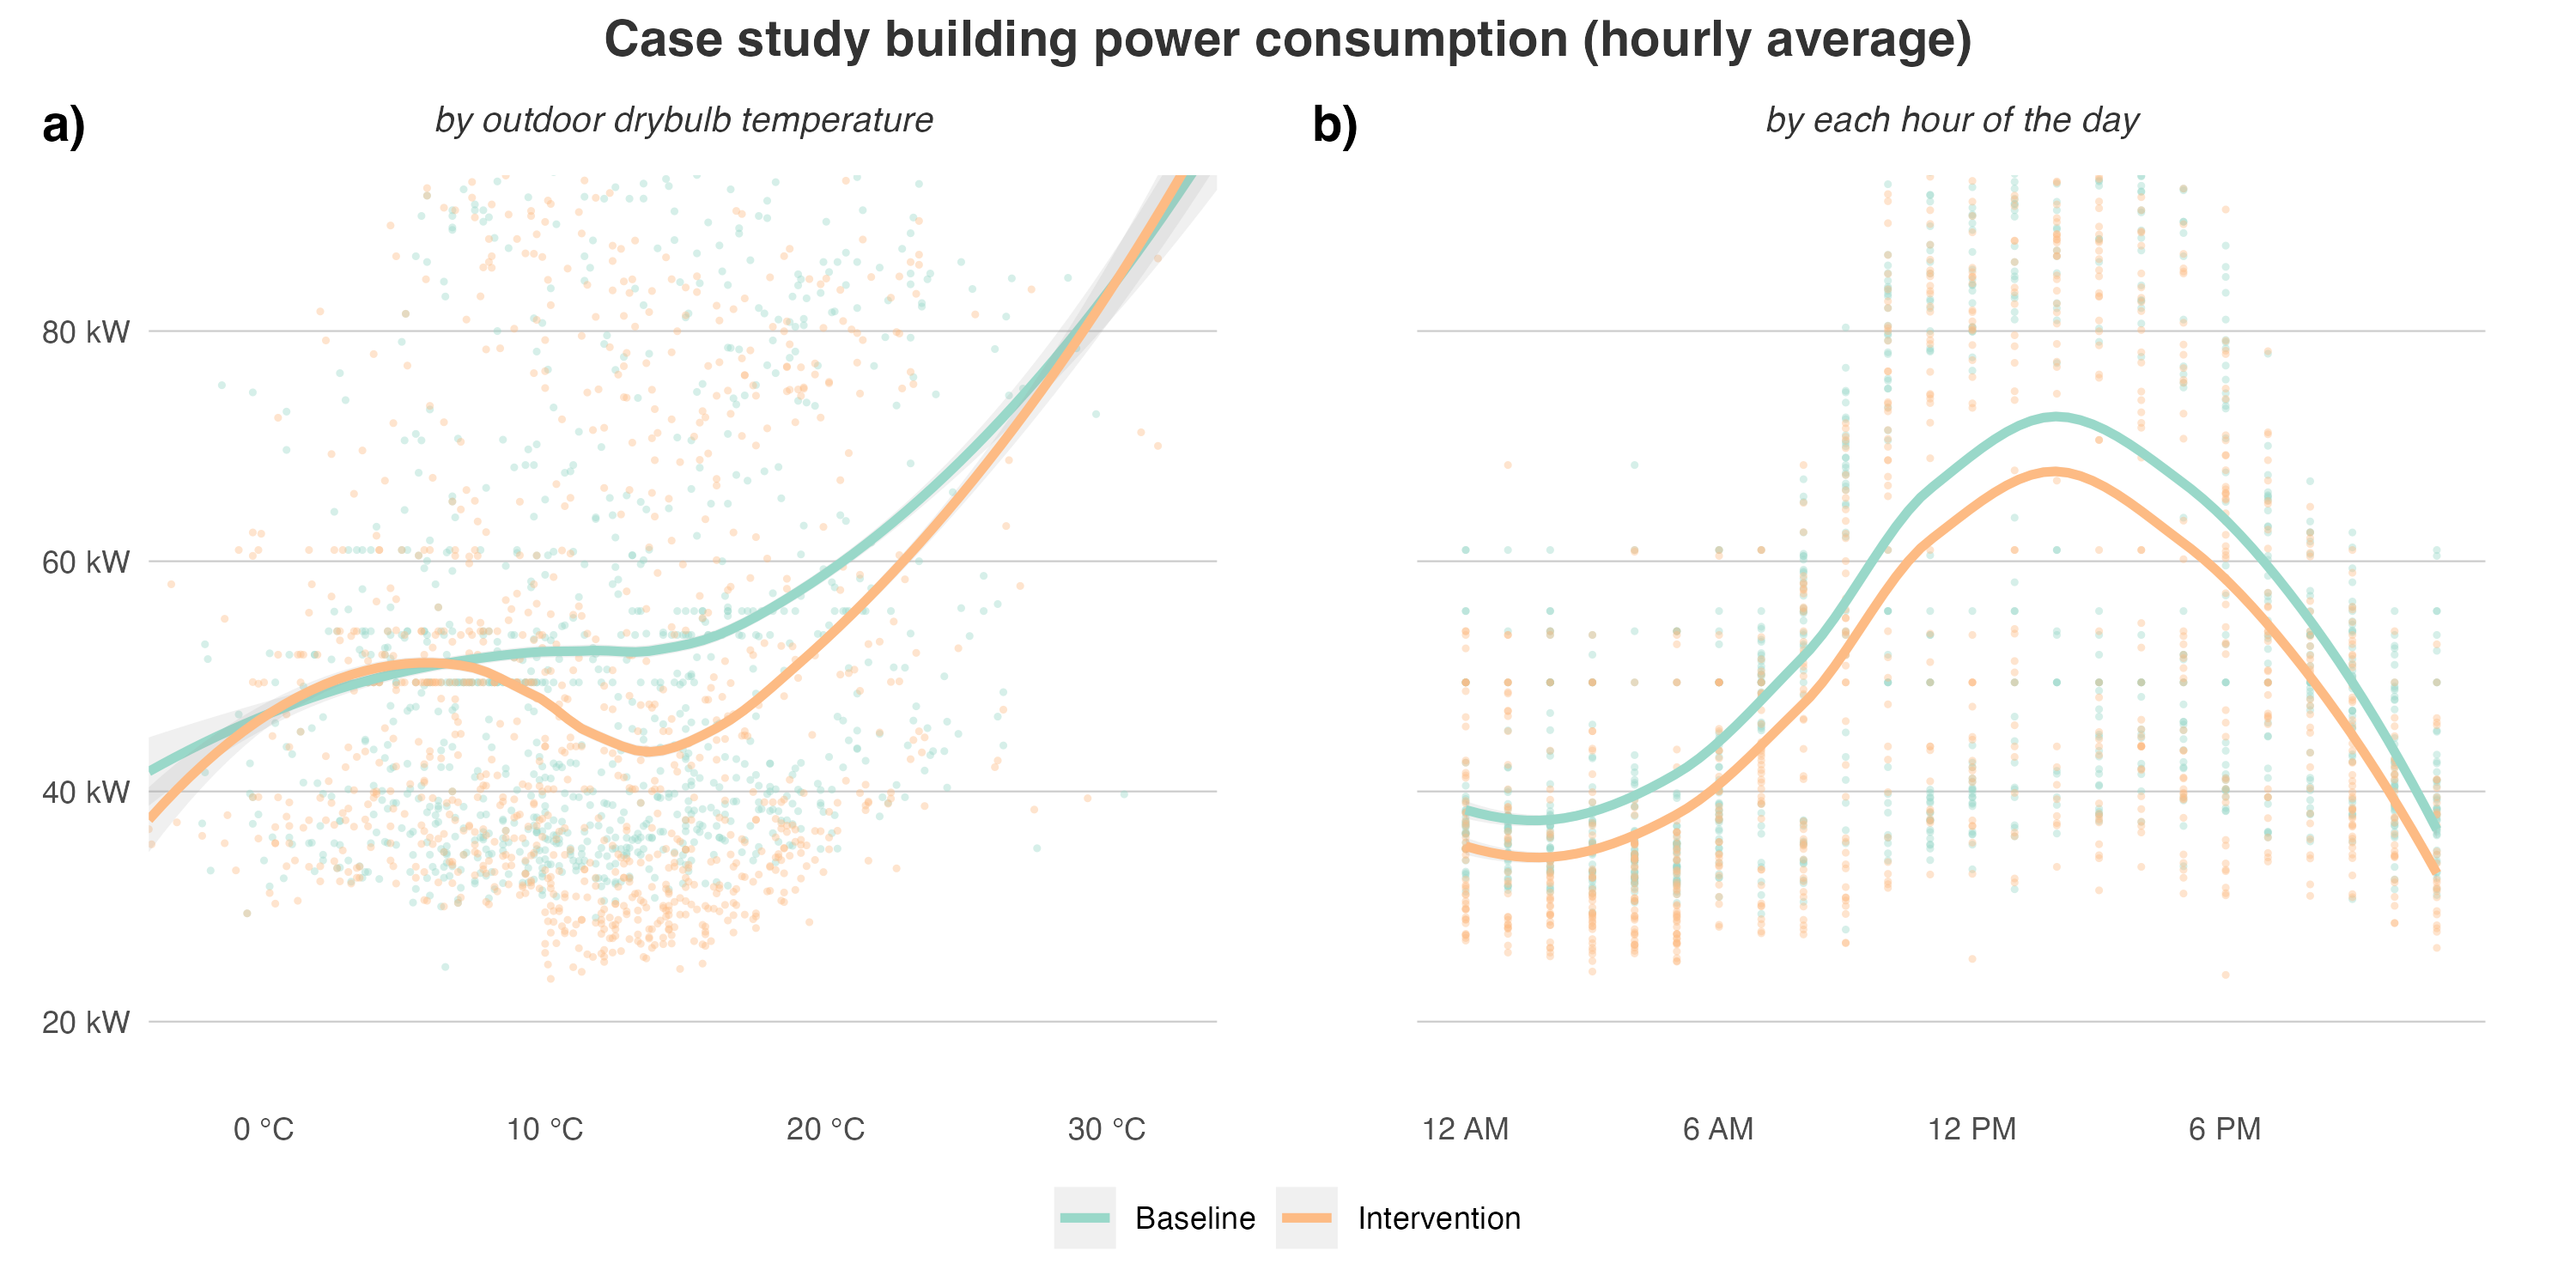 Case study building power consumption (hourly average)
a)
by outdoor drybulb temperature
b)
by each hour of the day
80 kW
60 kW
40 kW
20 kW
0 °C
10 °C
20 °C
30 °C
12 AM
6 AM
12 PM
6 PM
Baseline
Intervention